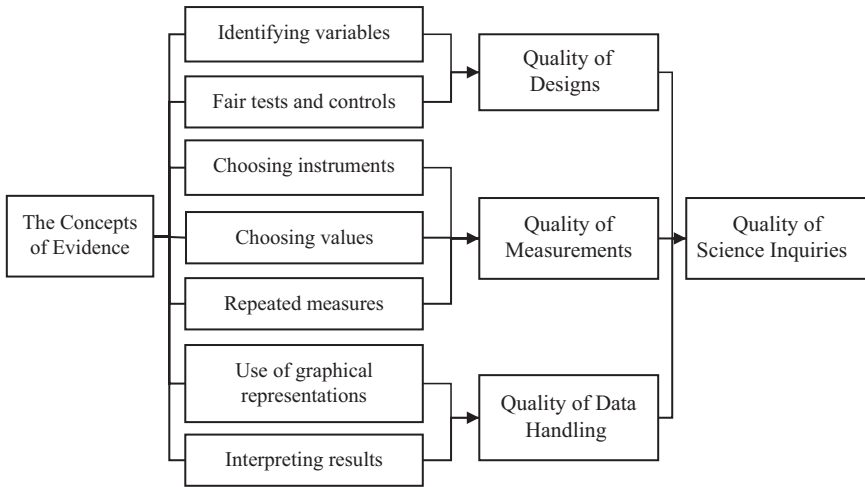 The Concepts
of Evidence
Identifying variables
Fair tests and controls
Choosing instruments
Choosing values
Repeated measures
Use of graphical
representations
Interpreting results
Quality of
Designs
Quality of
Measurements
Quality of Data
Handling
Quality of
Science Inquiries